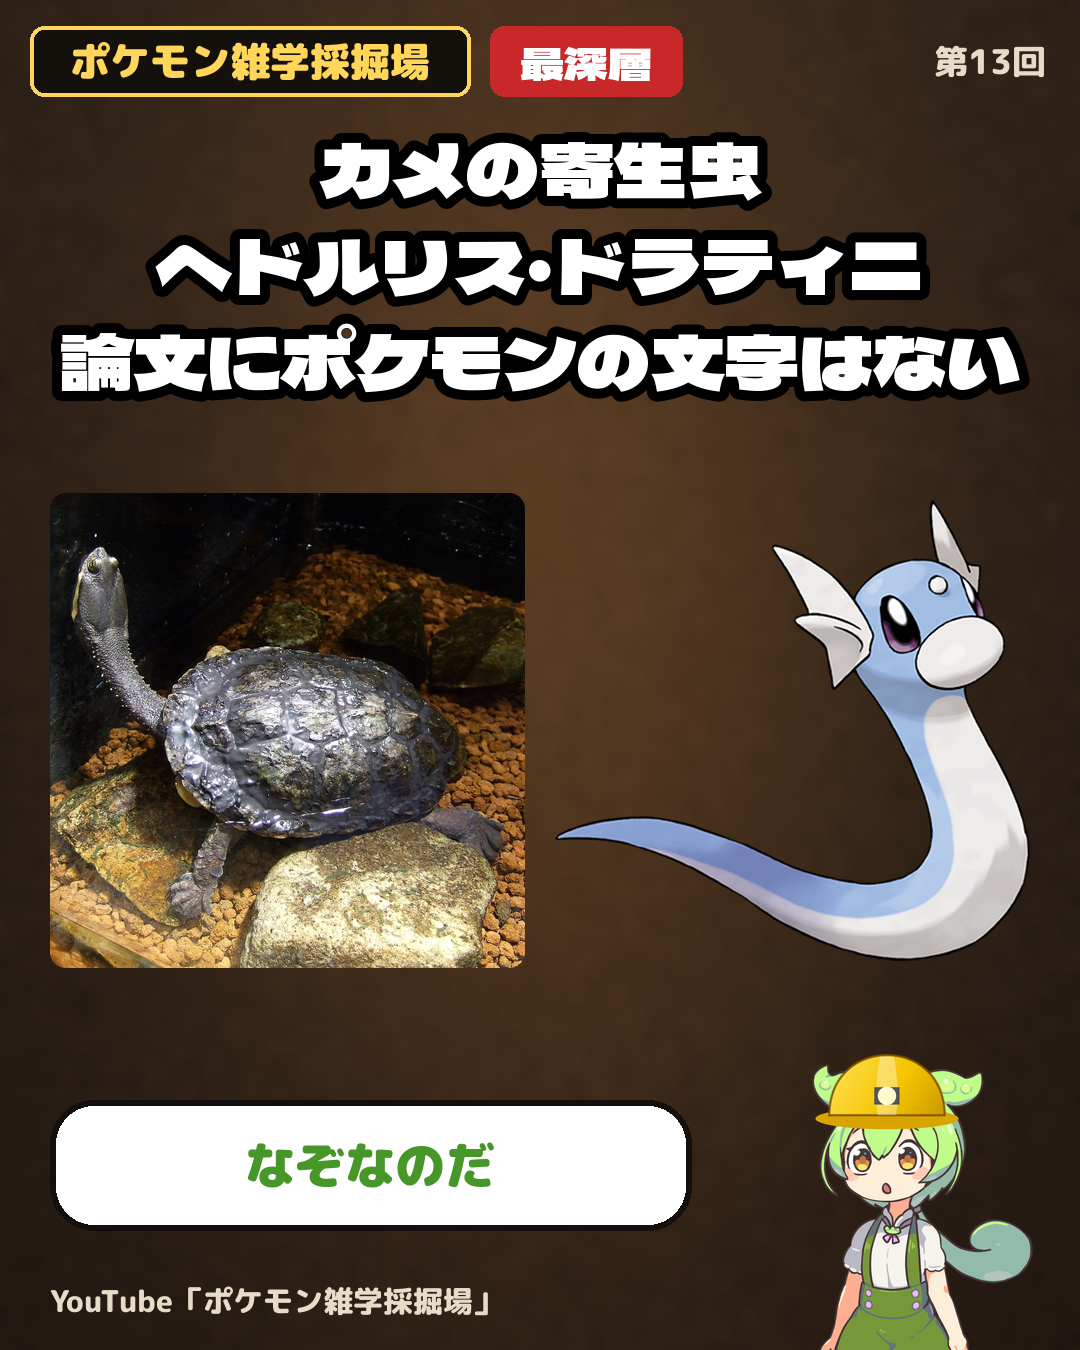 ポケモン雑学採掘場
最深層
第13回
カメの寄生虫
ヘドルリス・ドラティニ
論文にポケモンの文字はない
なぞなのだ
YouTube「ポケモン雑学採掘場」